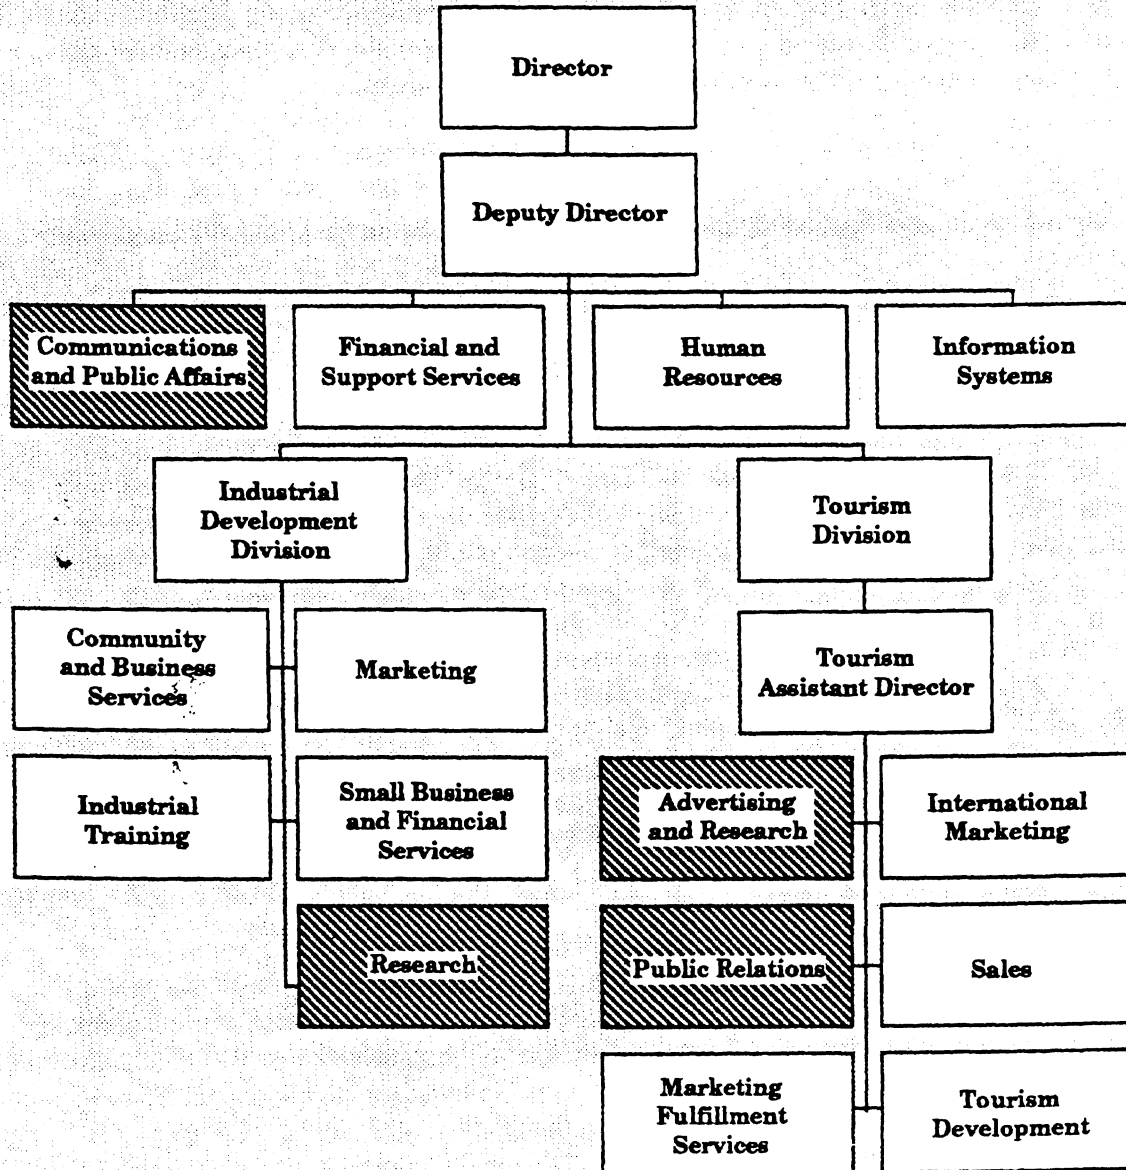 Director
Deputy Director
Communications
and Public Affairs
Financial and
Support Services
Human
Resources
Information
Systems
Industrial
Development
Division
Tourism
Division
Community
and Business
Services
Marketing
Tourism
Assistant Director
Industrial
Training
Small Business
and Financial
Services
Advertising
and Research
International
Marketing
Research
Public Relations
Sales
Marketing
Fulfillment
Services
Tourism
Development